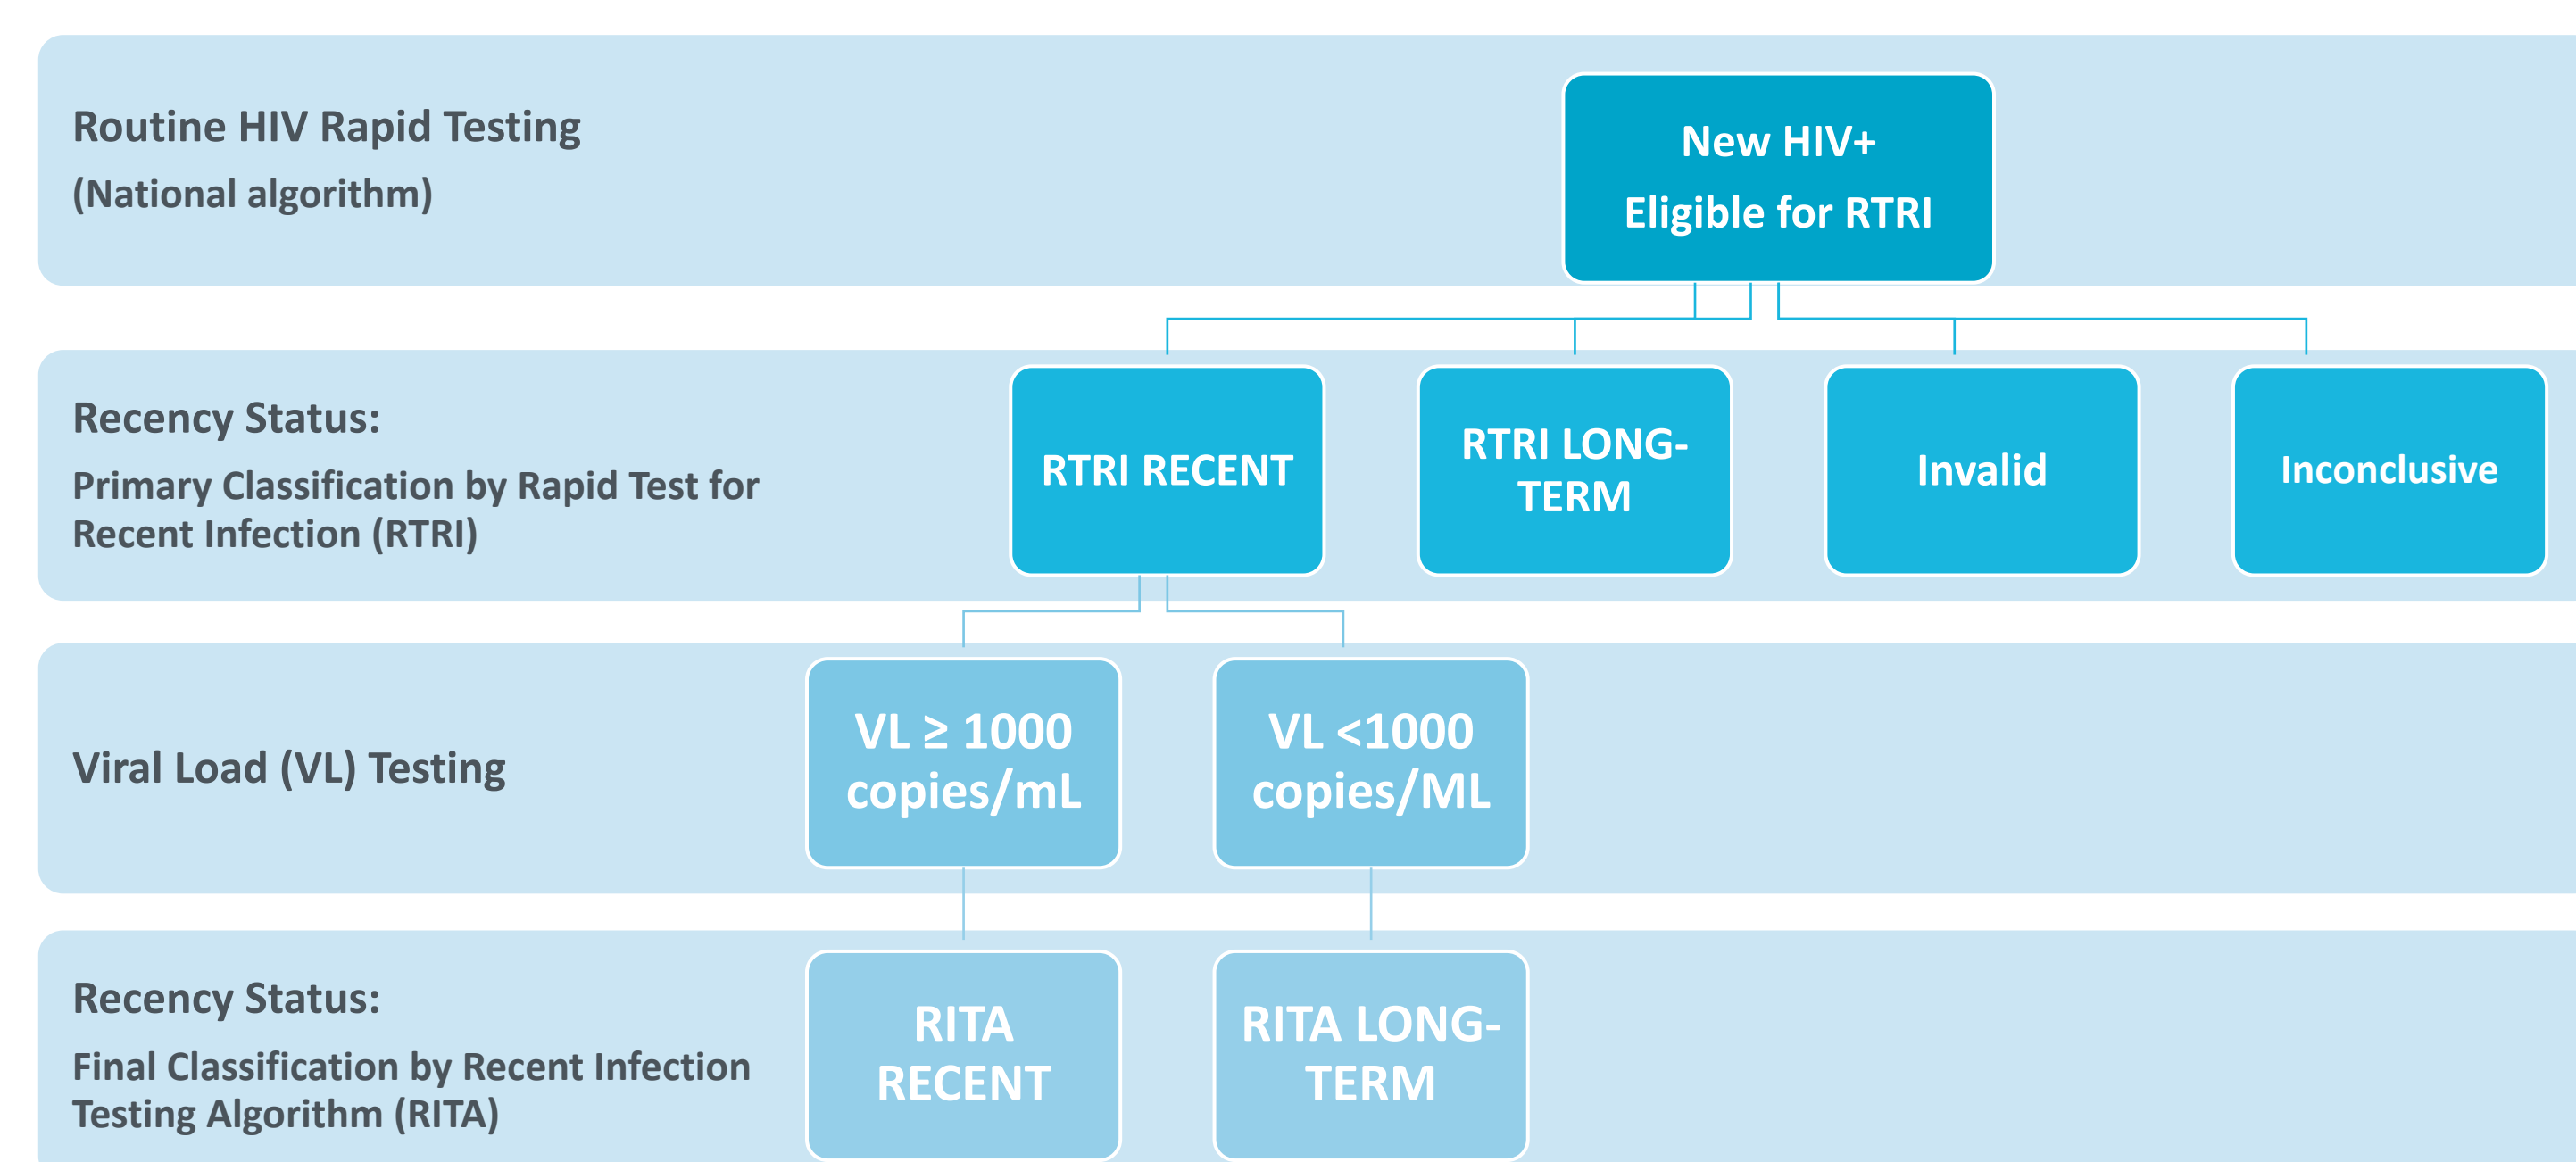 Routine HIV Rapid Testing
(National algorithm)
New HIV+
Eligible for RTRI
Recency Status:
Primary Classification by Rapid Test for
Recent Infection (RTRI)
RTRI RECENT
RTRI LONG-
TERM
Invalid
Inconclusive
Viral Load (VL) Testing
VL ≥ 1000
copies/mL
VL <1000
copies/ML
Recency Status:
Final Classification by Recent Infection
Testing Algorithm (RITA)
RITA
RECENT
RITA LONG-
TERM